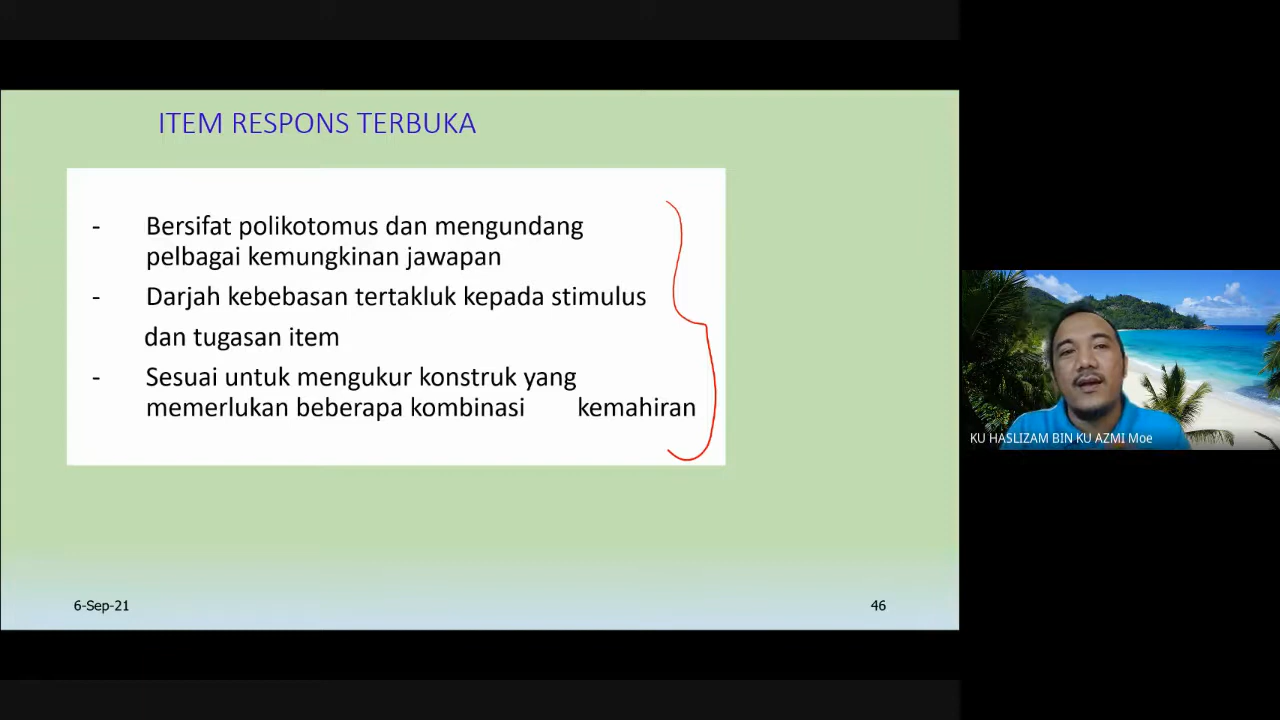 ITEM RESPONS TERBUKA
- Bersifat polikotomus dan mengundang
pelbagai kemungkinan jawapan
- Darjah kebebasan tertakluk kepada stimulus
dan tugasan item
- Sesuai untuk mengukur konstruk yang
memerlukan beberapa kombinasi kemahiran
6-Sep-21
46
KU HASLIZAM BIN KU AZMI Moe